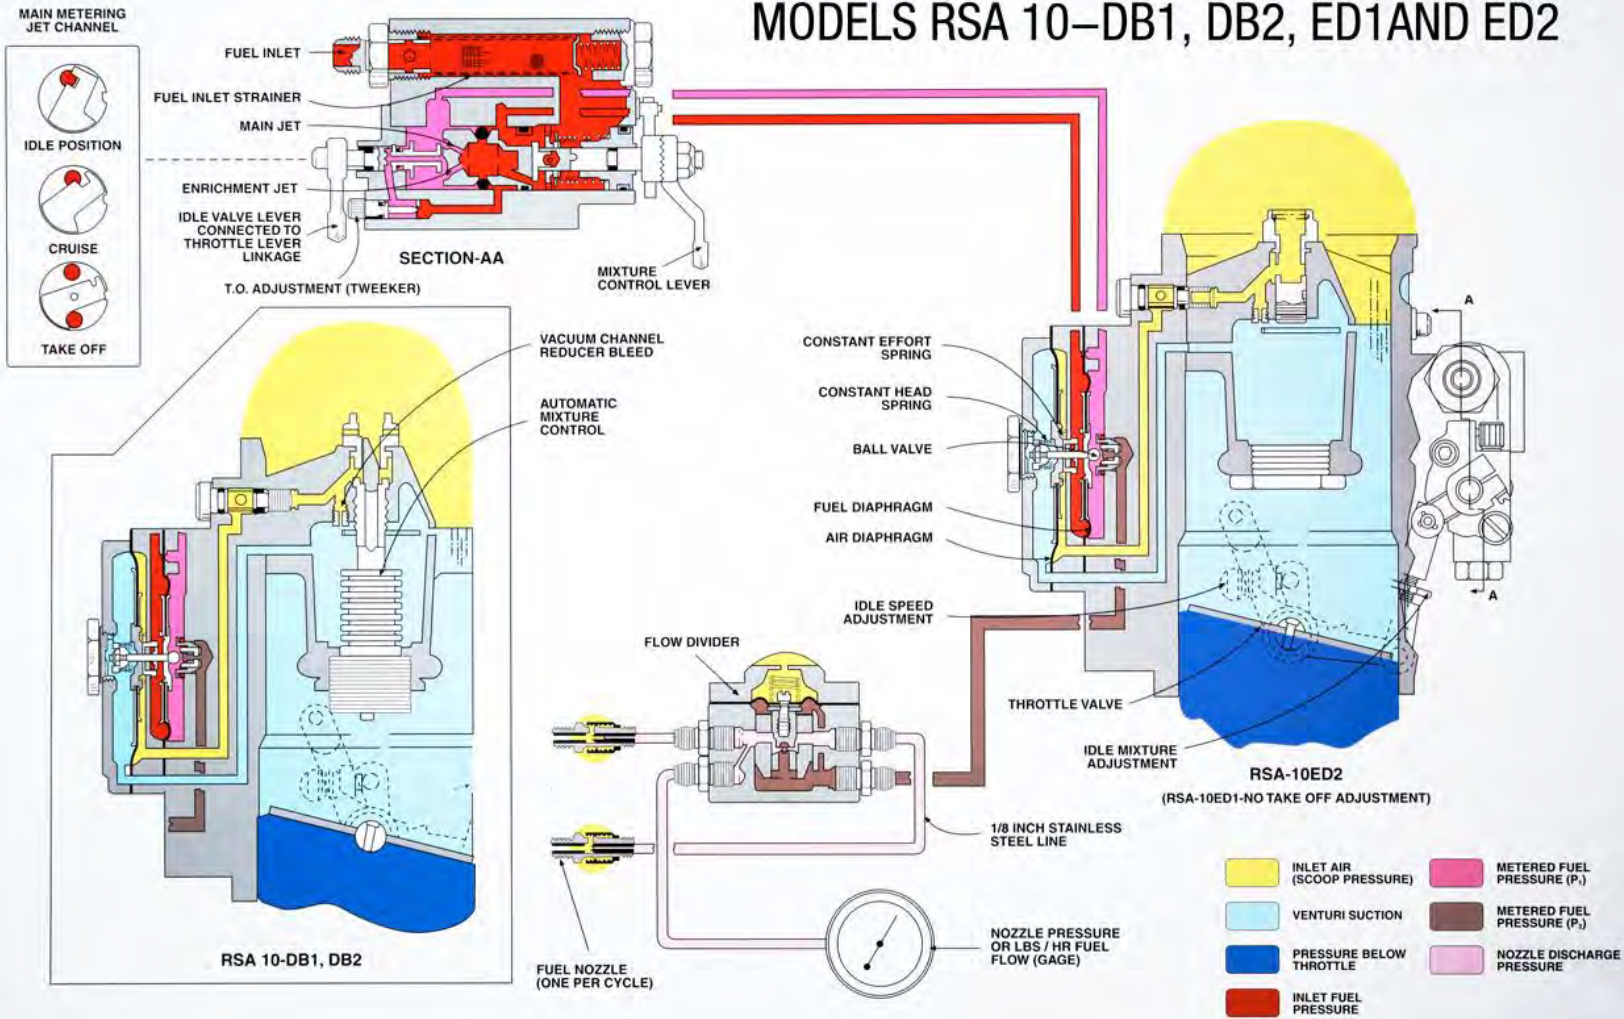 MODELS RSA 10–DB1, DB2, ED1AND ED2
MAIN METERING
JET CHANNEL
IDLE POSITION
CRUISE
TAKE OFF
FUEL INLET
FUEL INLET STRAINER
MAIN JET
ENRICHMENT JET
IDLE VALVE LEVER
CONNECTED TO
THROTTLE LEVER
LINKAGE
T.O. ADJUSTMENT (TWEEKER)
SECTION-AA
MIXTURE
CONTROL LEVER
VACUUM CHANNEL
REDUCER BLEED
AUTOMATIC
MIXTURE
CONTROL
RSA 10-DB1, DB2
CONSTANT EFFORT
SPRING
CONSTANT HEAD
SPRING
BALL VALVE
FUEL DIAPHRAGM
AIR DIAPHRAGM
IDLE SPEED
ADJUSTMENT
THROTTLE VALVE
IDLE MIXTURE
ADJUSTMENT
A
A
RSA-10ED2
(RSA-10ED1-NO TAKE OFF ADJUSTMENT)
FLOW DIVIDER
1/8 INCH STAINLESS
STEEL LINE
NOZZLE PRESSURE
OR LBS / HR FUEL
FLOW (GAGE)
FUEL NOZZLE
(ONE PER CYCLE)
INLET AIR
(SCOOP PRESSURE)
VENTURI SUCTION
PRESSURE BELOW
THROTTLE
INLET FUEL
PRESSURE
METERED FUEL
PRESSURE (P₁)
METERED FUEL
PRESSURE (P₂)
NOZZLE DISCHARGE
PRESSURE